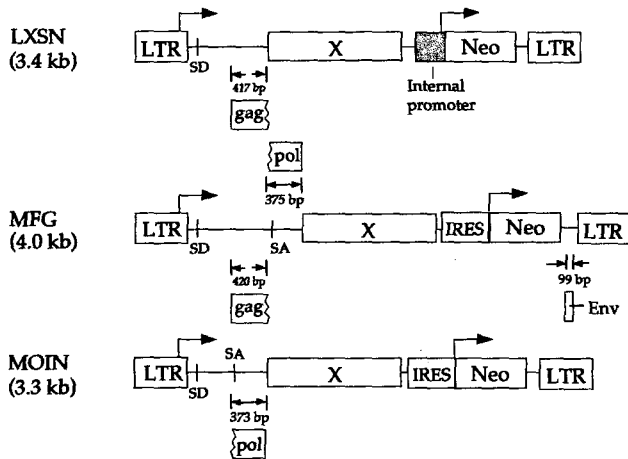 LXSN
(3.4 kb)
LTR
SD
X
Neo
LTR
417 bp
gag
Internal
promoter
pol
375 bp
MFG
(4.0 kb)
LTR
SD
SA
X
IRES
Neo
LTR
420 bp
gag
99 bp
Env
MOIN
(3.3 kb)
LTR
SD
SA
X
IRES
Neo
LTR
373 bp
pol